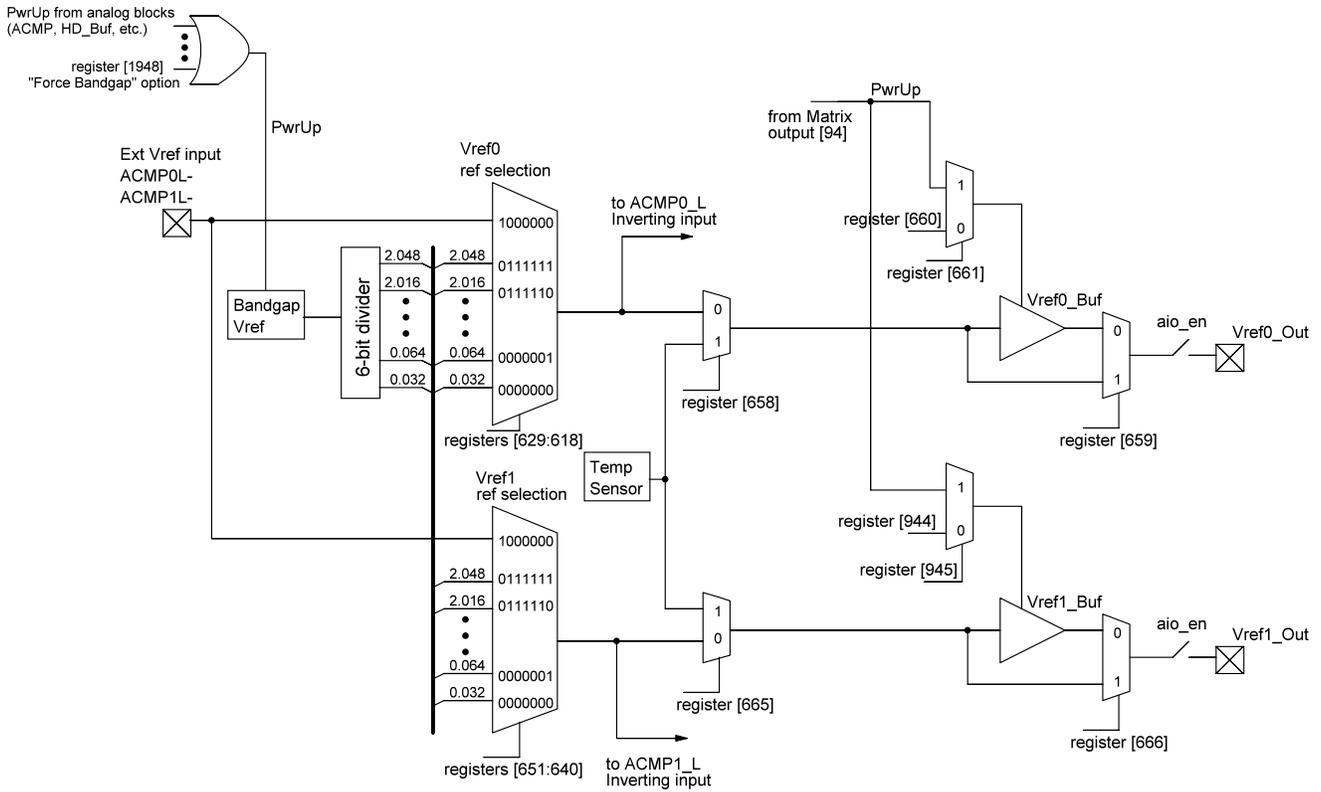 PwrUp from analog blocks
(ACMP, HD_Buf, etc.)
register [1948]
"Force Bandgap" option
PwrUp
Ext Vref input
ACMP0L-
ACMP1L-
Bandgap
Vref
6-bit divider
2.048
2.016
0.064
0.032
2.048
2.016
0.064
0.032
Vref0
ref selection
1000000
0111111
0111110
0000001
0000000
registers [629:618]
to ACMP0_L
Inverting input
0
1
register [658]
Temp
Sensor
PwrUp
from Matrix
output [94]
1
0
register [660]
register [661]
Vref0_Buf
0
1
register [659]
aio_en
Vref0_Out
Vref1
ref selection
1000000
0111111
0111110
0000001
0000000
2.048
2.016
0.064
0.032
registers [651:640]
to ACMP1_L
Inverting input
1
0
register [665]
1
0
register [944]
register [945]
Vref1_Buf
0
1
register [666]
aio_en
Vref1_Out